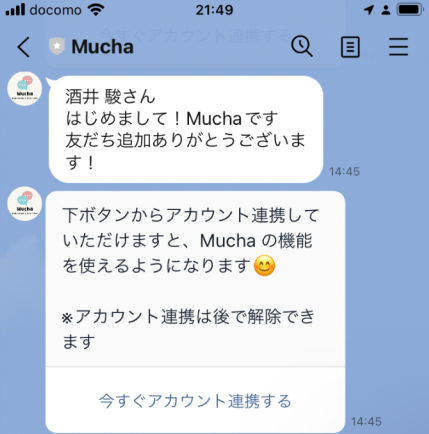 docomo
21:49
Mucha
酒井 駿さん
はじめまして！Muchaです
友だち追加ありがとうございま
す！
14:45
下ボタンからアカウント連携して
いただけますと、Mucha の機能
を使えるようになります😊
※アカウント連携は後で解除でき
ます
今すぐアカウント連携する
14:45